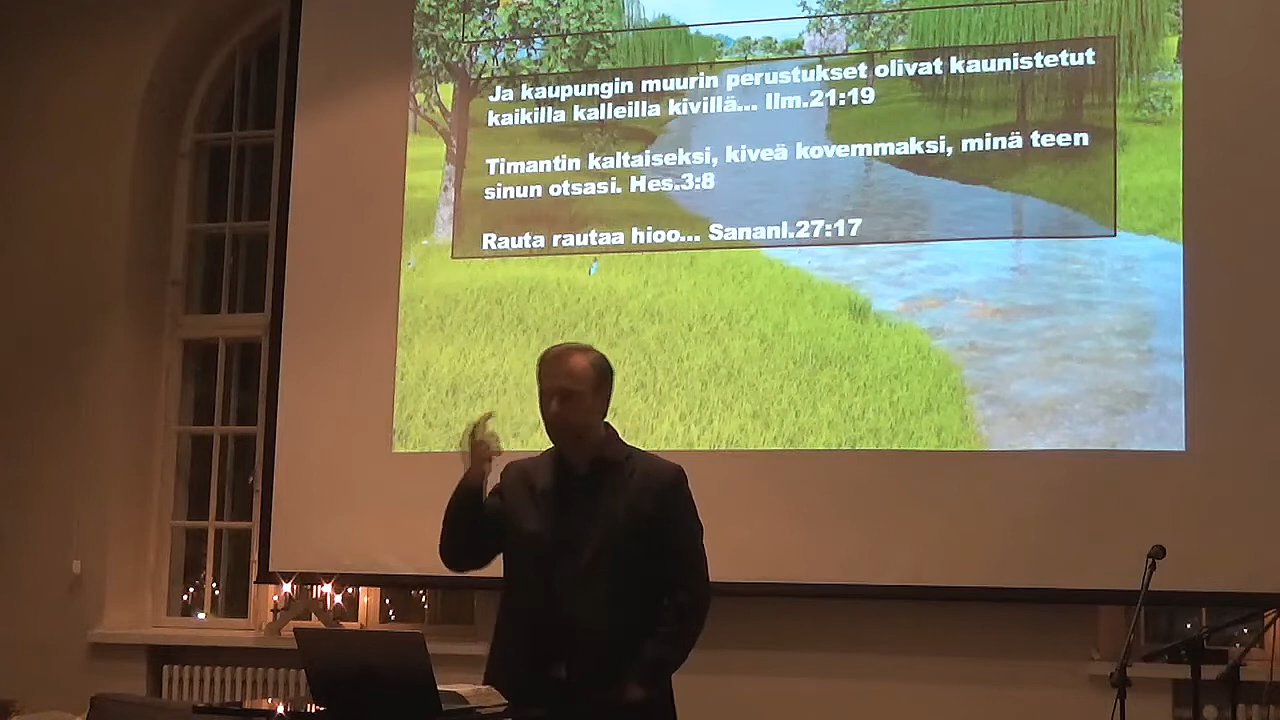 Ja kaupungin muurin perustukset olivat kaunistetut
kaikilla kalleilla kivillä... Ilm.21:19
Timantin kaltaiseksi, kiveä kovemmaksi, minä teen
sinun otsasi. Hes.3:8
Rauta rautaa hioo... Sananl.27:17